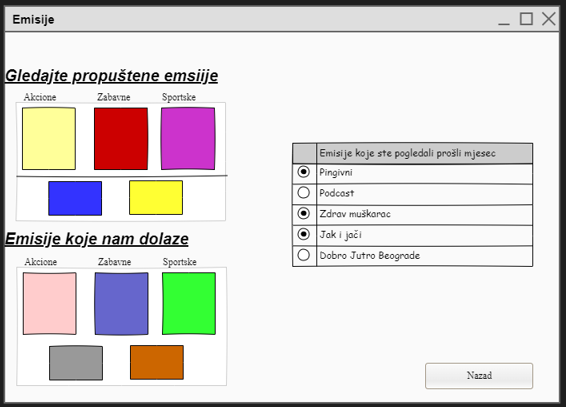 Emisije
Gledajte propuštene emsiije
Akcione Zabavne Sportske
Emisije koje nam dolaze
Akcione Zabavne Sportske
Emisije koje ste pogledali prošli mjesec
Pingivni
Podcast
Zdrav muškarac
Jak i jači
Dobro Jutro Beograde
Nazad